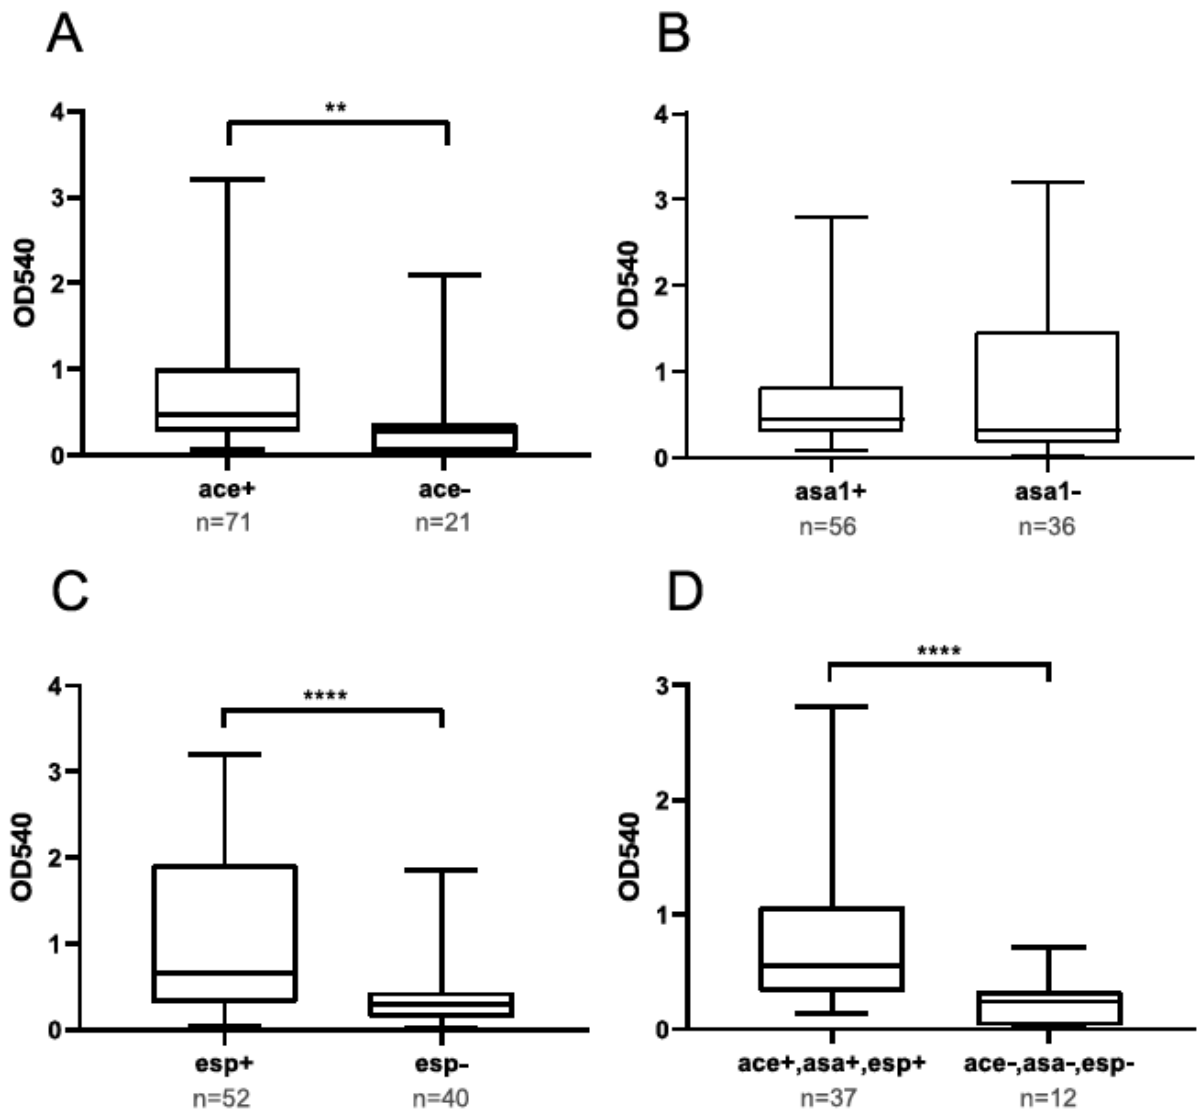 A
4
3
2
1
0
OD540
**
ace+
ace-
n=71
n=21
B
4
3
2
1
0
OD540
asa1+
asa1-
n=56
n=36
C
4
3
2
1
0
OD540
****
esp+
esp-
n=52
n=40
D
3
2
1
0
OD540
****
ace+,asa+,esp+
ace-,asa-,esp-
n=37
n=12